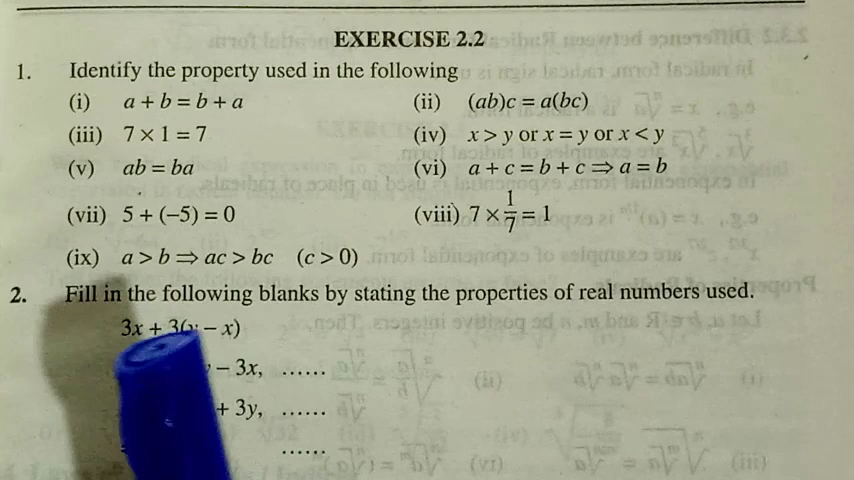 EXERCISE 2.2
1. Identify the property used in the following
(i) a + b = b + a (ii) (ab)c = a(bc)
(iii) 7 × 1 = 7 (iv) x > y or x = y or x < y
(v) ab = ba (vi) a + c = b + c ⇒ a = b
(vii) 5 + (−5) = 0 (viii) 7 × 1/7 = 1
(ix) a > b ⇒ ac > bc (c > 0)
2. Fill in the following blanks by stating the properties of real numbers used.
3x + 3(y − x)
− 3x, ......
+ 3y, ......
......